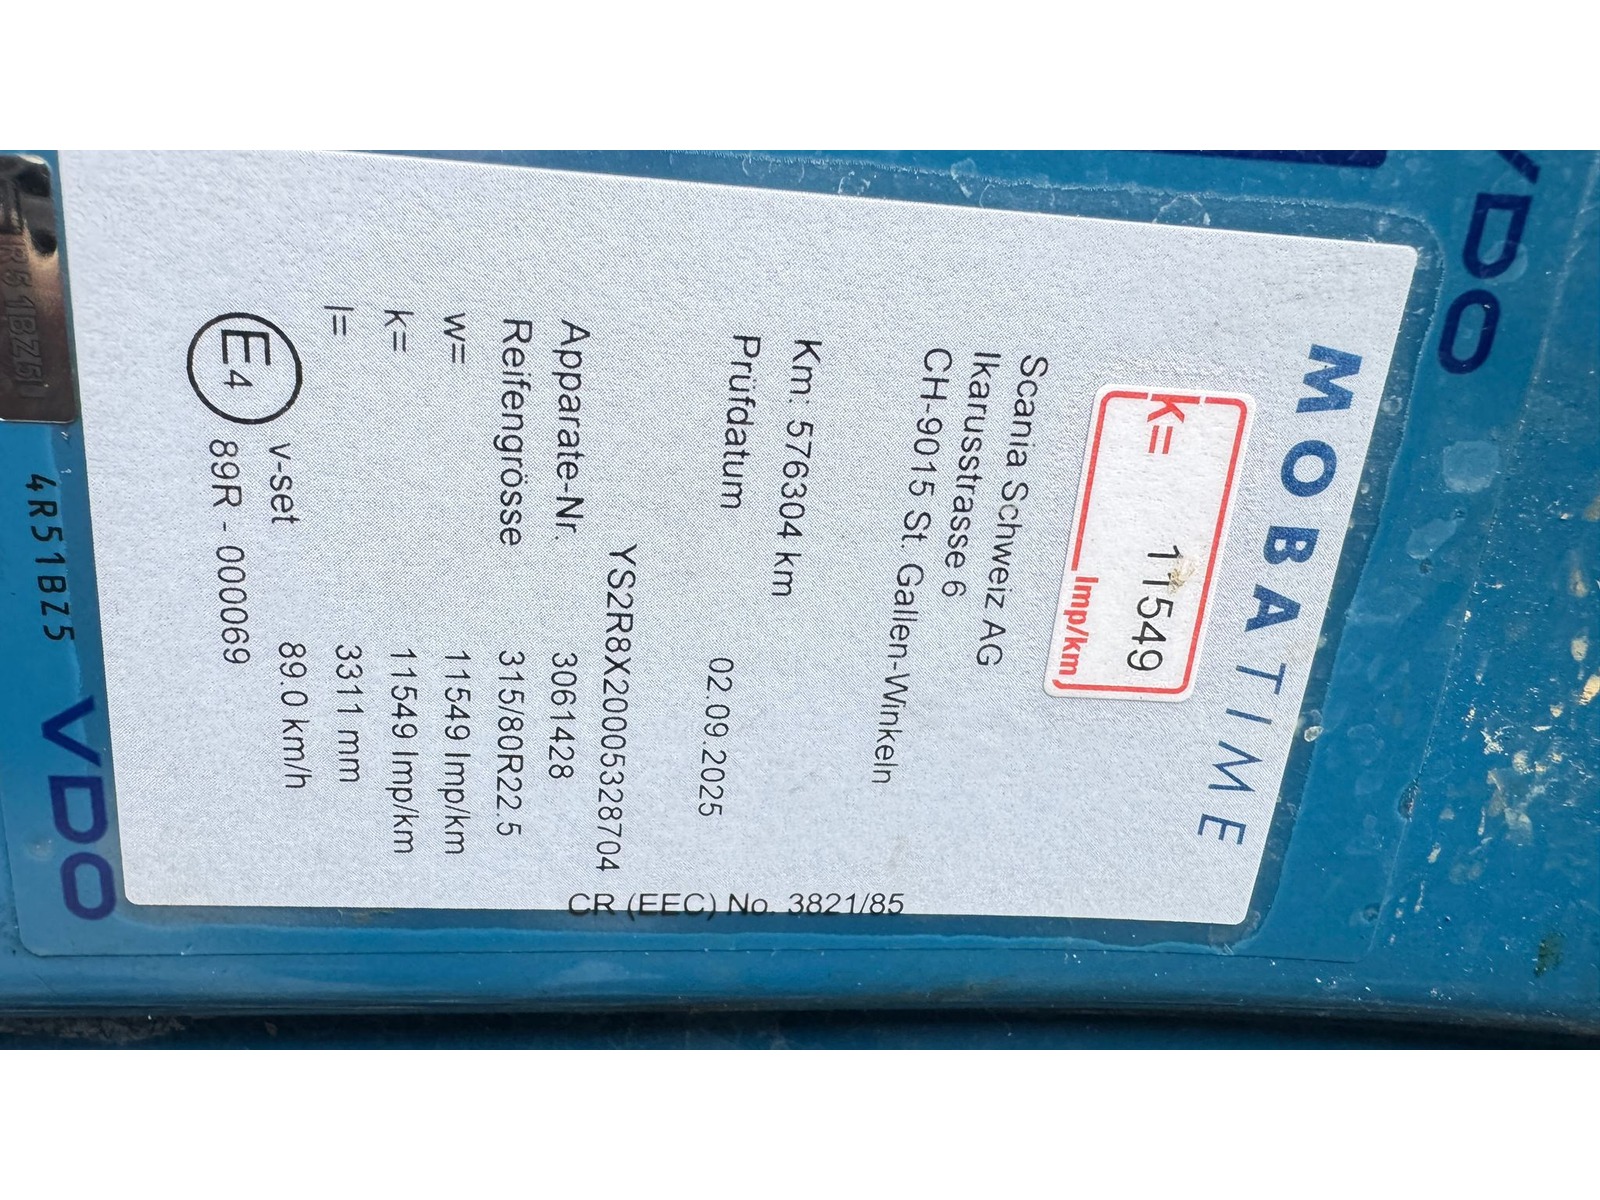 VDO
MOBATIME
k= 11549
Imp/km
Scania Schweiz AG
Ikarusstrasse 6
CH-9015 St. Gallen-Winkeln
Km: 576304 km
Prüfdatum 02.09.2025
YS2R8X20005328704
Apparate-Nr. 3061428
Reifengrösse 315/80R22.5
w= 11549 Imp/km
k= 11549 Imp/km
l= 3311 mm
v-set 89.0 km/h
E4 89R - 000069
CR (EEC) No. 3821/85
4R51BZ5 VDO
R51BZ5